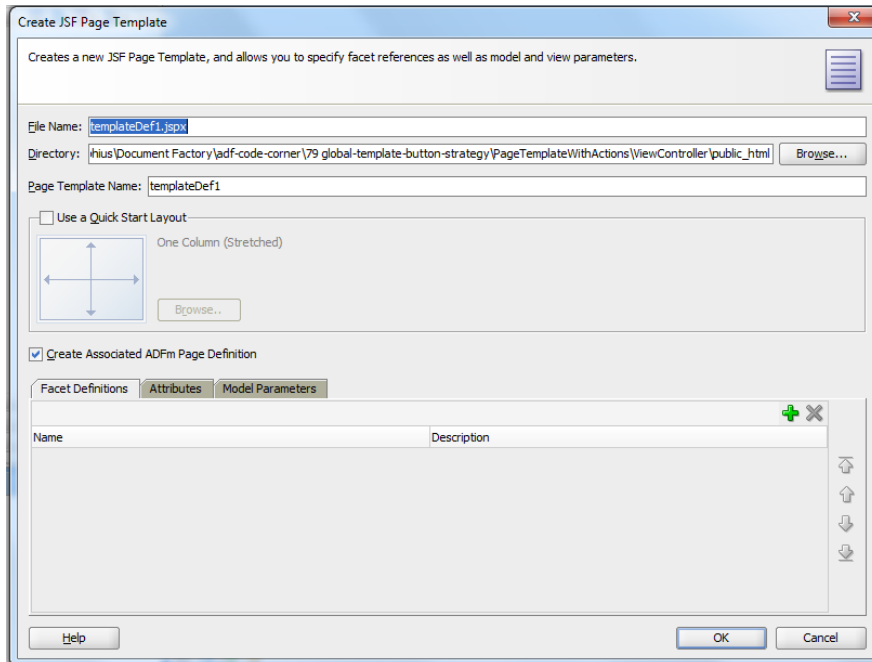 Create JSF Page Template
Creates a new JSF Page Template, and allows you to specify facet references as well as model and view parameters.
File Name: templateDef1.jspx
Directory: hius\Document Factory\adf-code-corner\79 global-template-button-strategy\PageTemplateWithActions\ViewController\public_html Browse...
Page Template Name: templateDef1
Use a Quick Start Layout
One Column (Stretched)
Browse..
Create Associated ADFm Page Definition
Facet Definitions Attributes Model Parameters
Name Description
Help OK Cancel